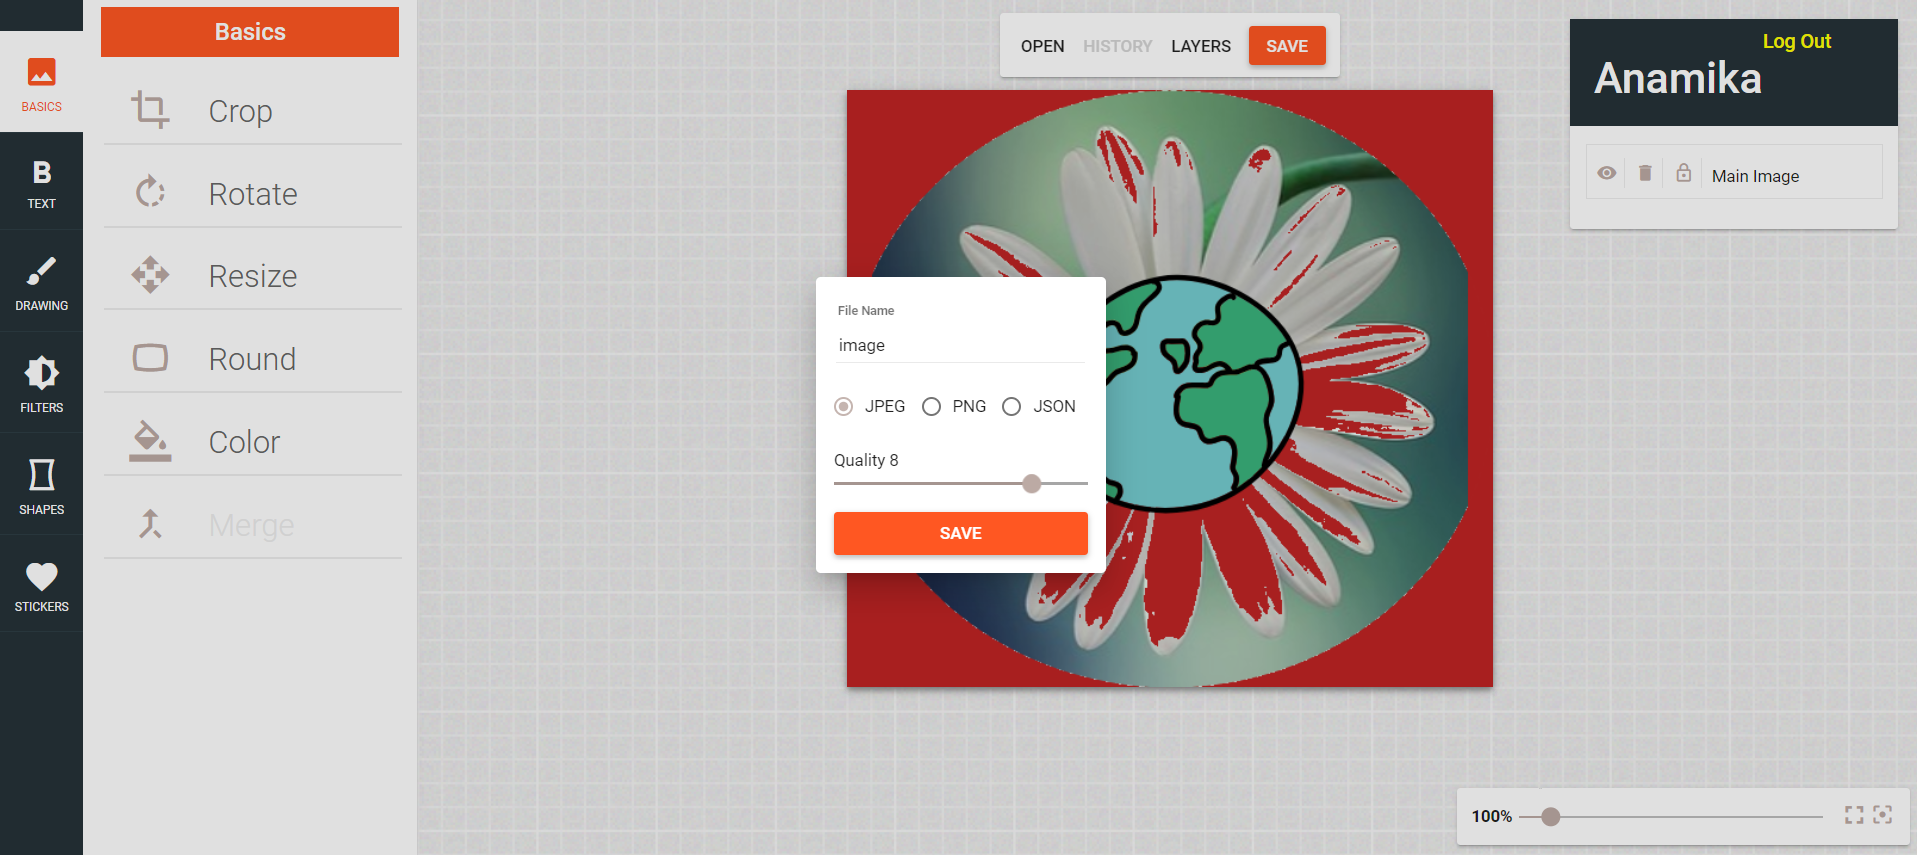 BASICS
TEXT
DRAWING
FILTERS
SHAPES
STICKERS
Basics
Crop
Rotate
Resize
Round
Color
Merge
OPEN HISTORY LAYERS SAVE
File Name
image
JPEG PNG JSON
Quality 8
SAVE
Log Out
Anamika
Main Image
100%